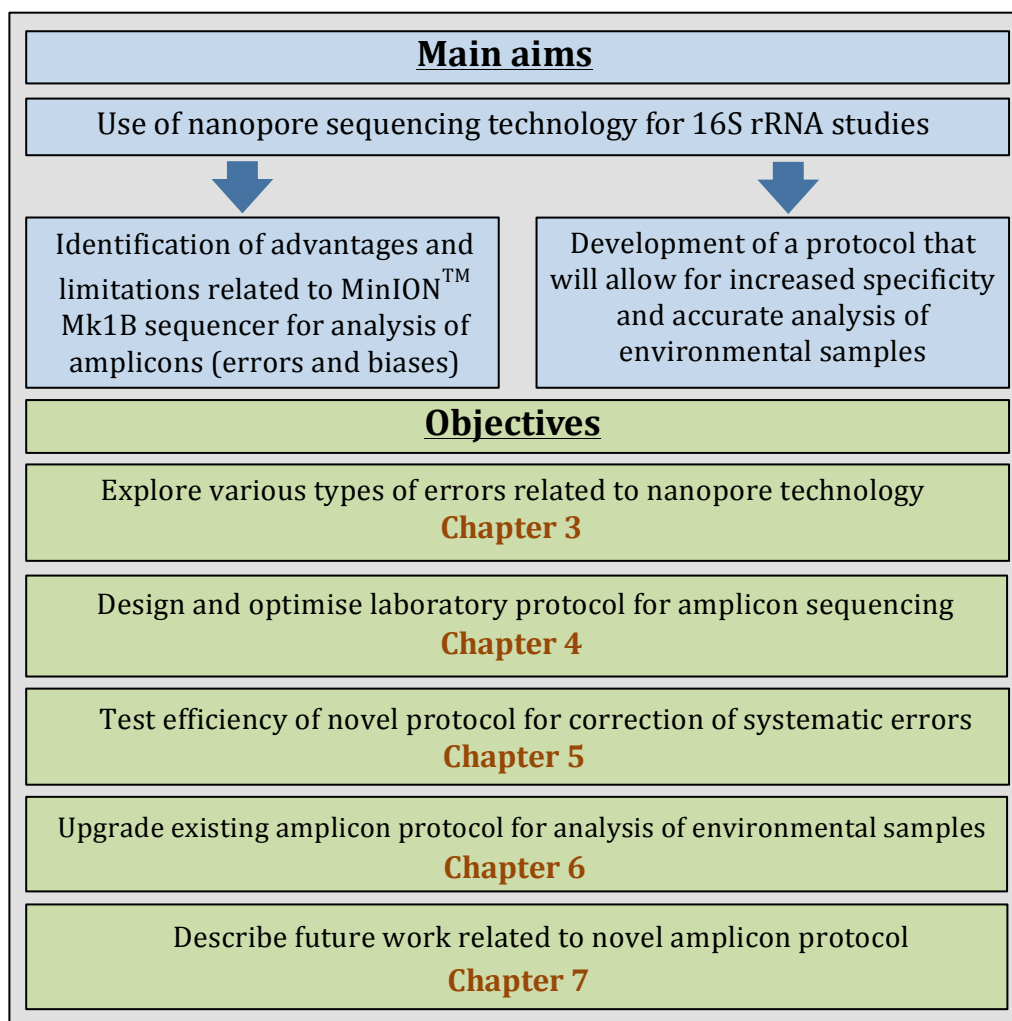 Main aims
Use of nanopore sequencing technology for 16S rRNA studies
Identification of advantages and
limitations related to MinION™
Mk1B sequencer for analysis of
amplicons (errors and biases)
Development of a protocol that
will allow for increased specificity
and accurate analysis of
environmental samples
Objectives
Explore various types of errors related to nanopore technology
Chapter 3
Design and optimise laboratory protocol for amplicon sequencing
Chapter 4
Test efficiency of novel protocol for correction of systematic errors
Chapter 5
Upgrade existing amplicon protocol for analysis of environmental samples
Chapter 6
Describe future work related to novel amplicon protocol
Chapter 7